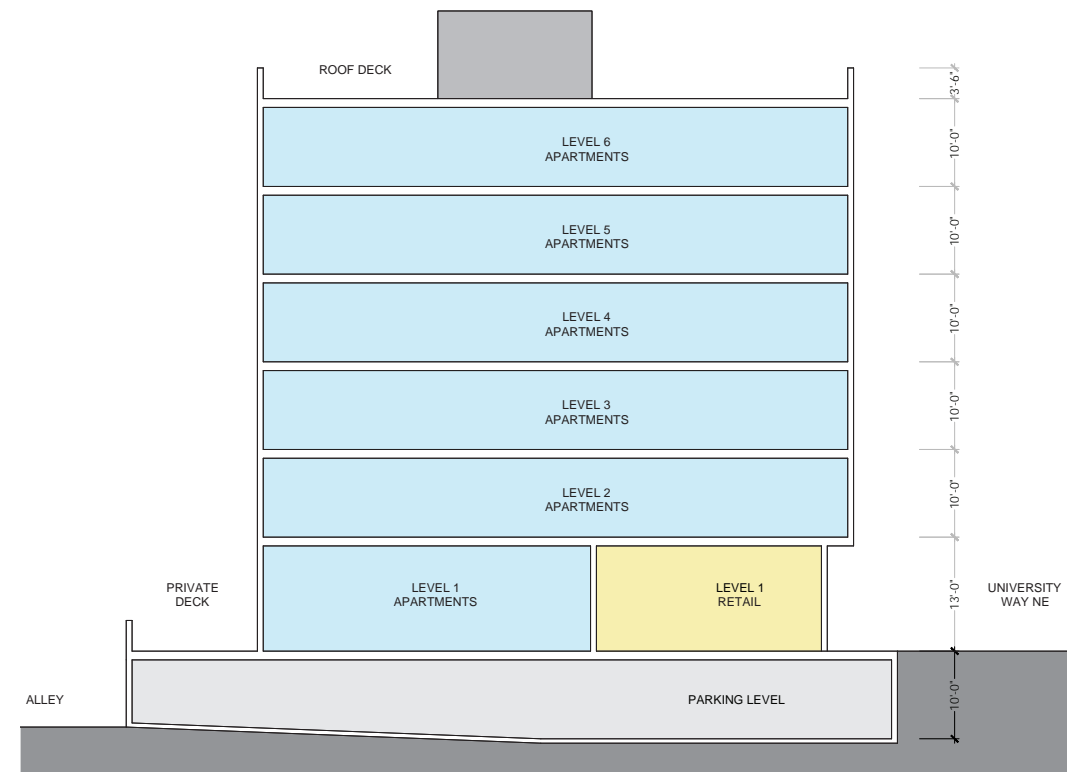 ROOF DECK
3'-6"
LEVEL 6
APARTMENTS
10'-0"
LEVEL 5
APARTMENTS
10'-0"
LEVEL 4
APARTMENTS
10'-0"
LEVEL 3
APARTMENTS
10'-0"
LEVEL 2
APARTMENTS
10'-0"
PRIVATE
DECK
LEVEL 1
APARTMENTS
LEVEL 1
RETAIL
13'-0"
UNIVERSITY
WAY NE
ALLEY
PARKING LEVEL
10'-0"